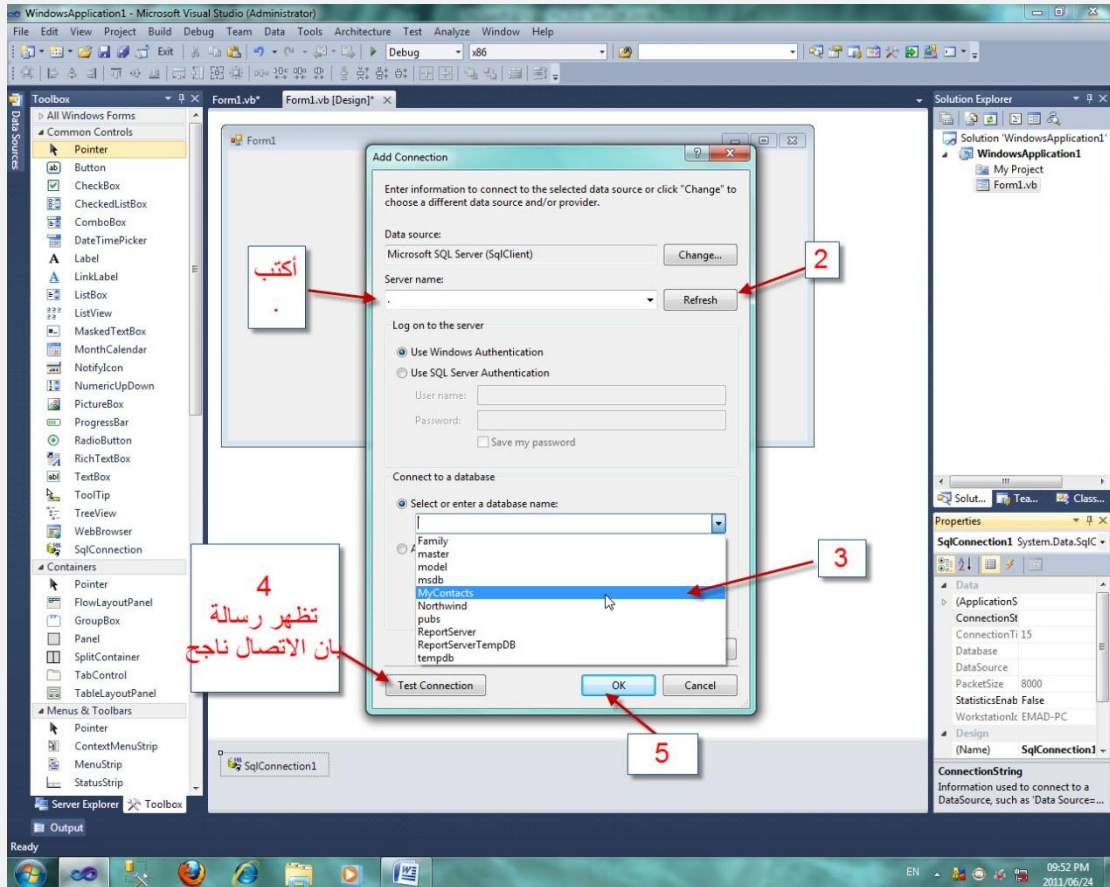 WindowsApplication1 - Microsoft Visual Studio (Administrator)
File Edit View Project Build Debug Team Data Tools Architecture Test Analyze Window Help
Exit Debug x86
Toolbox
Form1.vb* Form1.vb [Design]*
Solution Explorer
Data Sources
All Windows Forms
Common Controls
Pointer
Button
CheckBox
CheckedListBox
ComboBox
DateTimePicker
Label
LinkLabel
ListBox
ListView
MaskedTextBox
MonthCalendar
NotifyIcon
NumericUpDown
PictureBox
ProgressBar
RadioButton
RichTextBox
TextBox
ToolTip
TreeView
WebBrowser
SqlConnection
Containers
Pointer
FlowLayoutPanel
GroupBox
Panel
SplitContainer
TabControl
TableLayoutPanel
Menus & Toolbars
Pointer
ContextMenuStrip
MenuStrip
StatusStrip
Server Explorer Toolbox
Form1
Add Connection
Enter information to connect to the selected data source or click "Change" to
choose a different data source and/or provider.
Data source:
Microsoft SQL Server (SqlClient)
Change...
Server name:
.
Refresh
Log on to the server
Use Windows Authentication
Use SQL Server Authentication
User name:
Password:
Save my password
Connect to a database
Select or enter a database name:
A
Family
master
model
msdb
MyContacts
Northwind
pubs
ReportServer
ReportServerTempDB
tempdb
Test Connection
OK
Cancel
أكتب
.
2
3
4
تظهر رسالة
بان الاتصال ناجح
5
SqlConnection1
Solution 'WindowsApplication1'
WindowsApplication1
My Project
Form1.vb
Solut... Tea... Class...
Properties
SqlConnection1 System.Data.SqlC
Data
(ApplicationS
ConnectionSt
ConnectionTi 15
Database
DataSource
PacketSize 8000
StatisticsEnab False
WorkstationIc EMAD-PC
Design
(Name) SqlConnection1
ConnectionString
Information used to connect to a
DataSource, such as 'Data Source=...
Output
Ready
EN
09:52 PM
2011/06/24